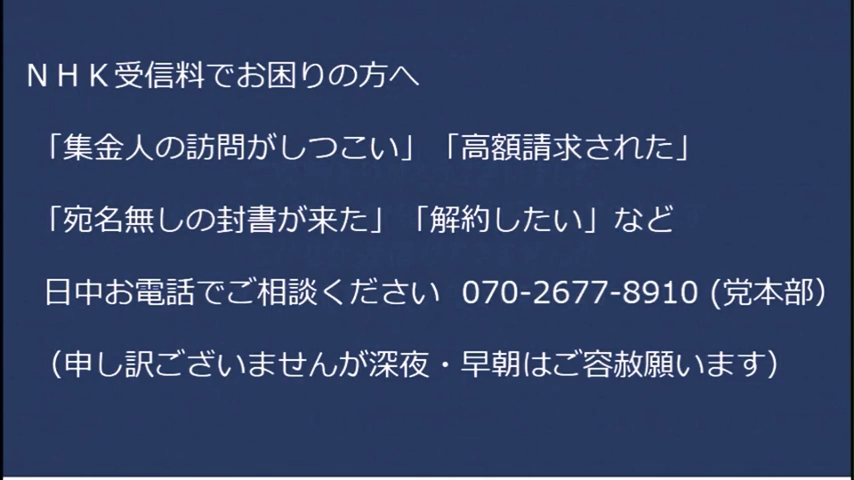 ＮＨＫ受信料でお困りの方へ
「集金人の訪問がしつこい」「高額請求された」
「宛名無しの封書が来た」「解約したい」など
日中お電話でご相談ください 070-2677-8910 (党本部）
（申し訳ございませんが深夜・早朝はご容赦願います）